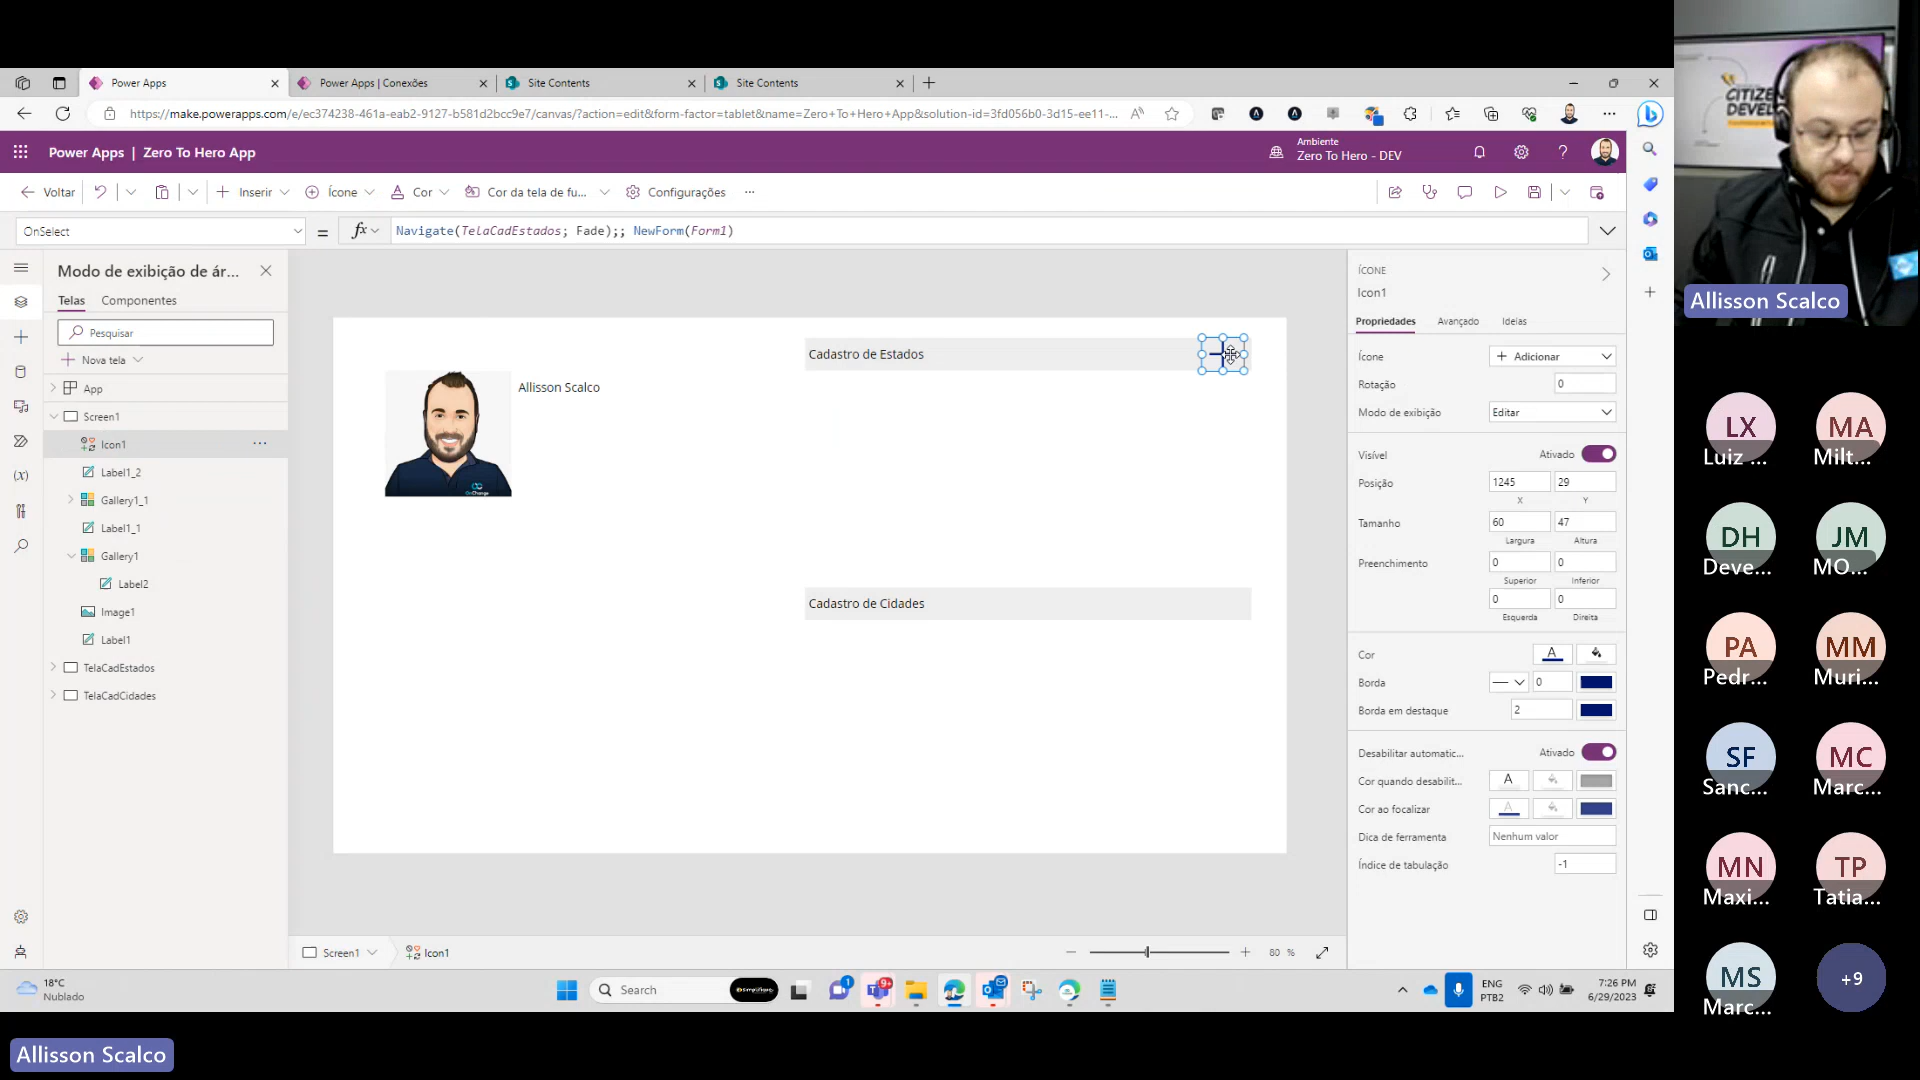 Power Apps
Power Apps | Conexões
Site Contents
Site Contents
https://make.powerapps.com/e/ec374238-461a-eab2-9127-b581d2bcc9e7/canvas/?action=edit&form-factor=tablet&name=Zero+To+Hero+App&solution-id=3fd056b0-3d15-ee11-...
Power Apps | Zero To Hero App
Ambiente
Zero To Hero - DEV
Voltar
Inserir
Ícone
Cor
Cor da tela de fu...
Configurações
OnSelect
= fx
Navigate(TelaCadEstados; Fade);; NewForm(Form1)
Modo de exibição de ár...
Telas
Componentes
Pesquisar
Nova tela
App
Screen1
Icon1
Label1_2
Gallery1_1
Label1_1
Gallery1
Label2
Image1
Label1
TelaCadEstados
TelaCadCidades
Cadastro de Estados
Allisson Scalco
OnChange
Cadastro de Cidades
ÍCONE
Icon1
Propriedades
Avançado
Ideias
Ícone
Adicionar
Rotação
0
Modo de exibição
Editar
Visível
Ativado
Posição
1245
29
X
Y
Tamanho
60
47
Largura
Altura
Preenchimento
0
0
Superior
Inferior
0
0
Esquerda
Direita
Cor
A
Borda
0
Borda em destaque
2
Desabilitar automatic...
Ativado
Cor quando desabilit...
A
Cor ao focalizar
A
Dica de ferramenta
Nenhum valor
Índice de tabulação
-1
Screen1
Icon1
80 %
18°C
Nublado
Search
1
9+
ENG
PTB2
7:26 PM
6/29/2023
Allisson Scalco
CITIZE
DEVEL
Allisson Scalco
LX
Luiz ...
MA
Milt...
DH
Deve...
JM
MO...
PA
Pedr...
MM
Muri...
SF
Sanc...
MC
Marc...
MN
Maxi...
TP
Tatia...
MS
Marc...
+9